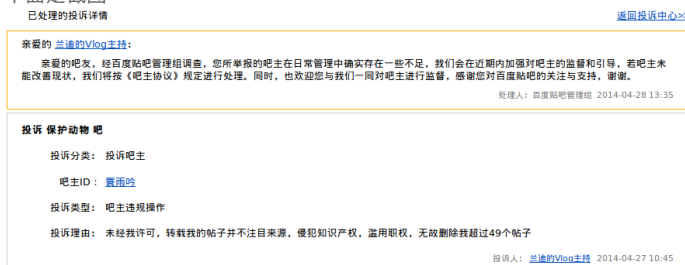 已处理的投诉详情
返回投诉中心>>
亲爱的 兰迪的Vlog主持：
亲爱的吧友，经百度贴吧管理组调查，您所举报的吧主在日常管理中确实存在一些不足，我们会在近期内加强对吧主的监督和引导，若吧主未
能改善现状，我们将按《吧主协议》规定进行处理。同时，也欢迎您与我们一同对吧主进行监督，感谢您对百度贴吧的关注与支持，谢谢。
处理人：百度贴吧管理组 2014-04-28 13:35
投诉 保护动物 吧
投诉分类： 投诉吧主
吧主ID： 賈雨吟
投诉类型： 吧主违规操作
投诉理由： 未经我许可，转载我的帖子并不注目来源，侵犯知识产权，滥用职权，无故删除我超过49个帖子
投诉人：兰迪的Vlog主持 2014-04-27 10:45